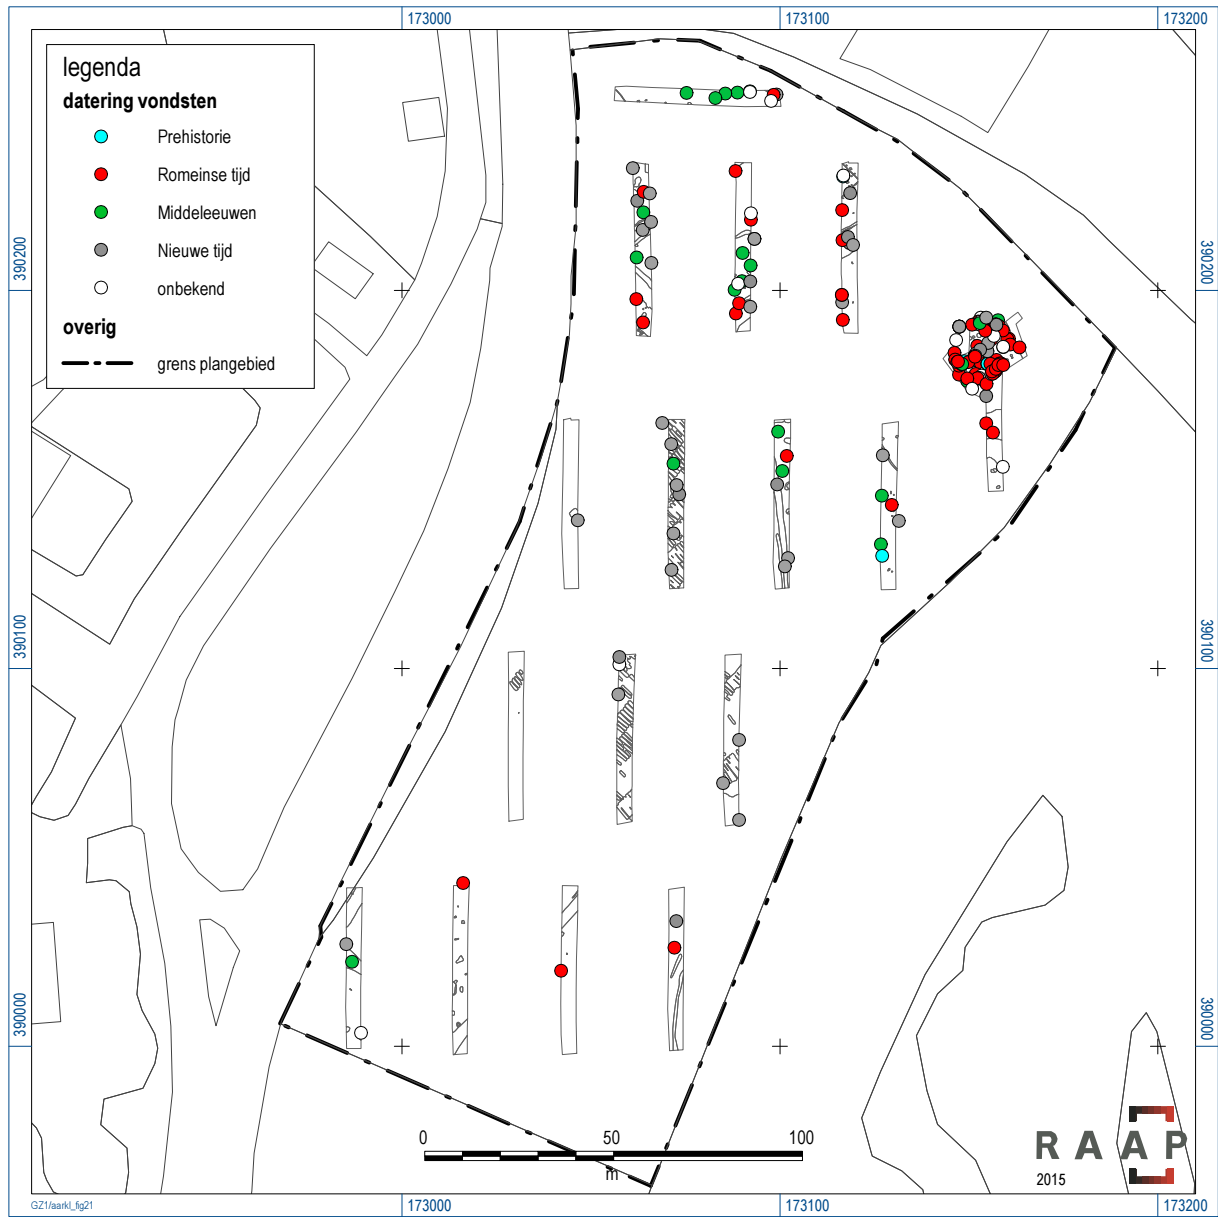 173000
173100
173200
legenda
datering vondsten
Prehistorie
Romeinse tijd
Middeleeuwen
Nieuwe tijd
onbekend
overig
grens plangebied
390200
390200
390100
390100
390000
390000
0
50
100
m
RAAP
2015
GZ1/aarkl_fig21
173000
173100
173200